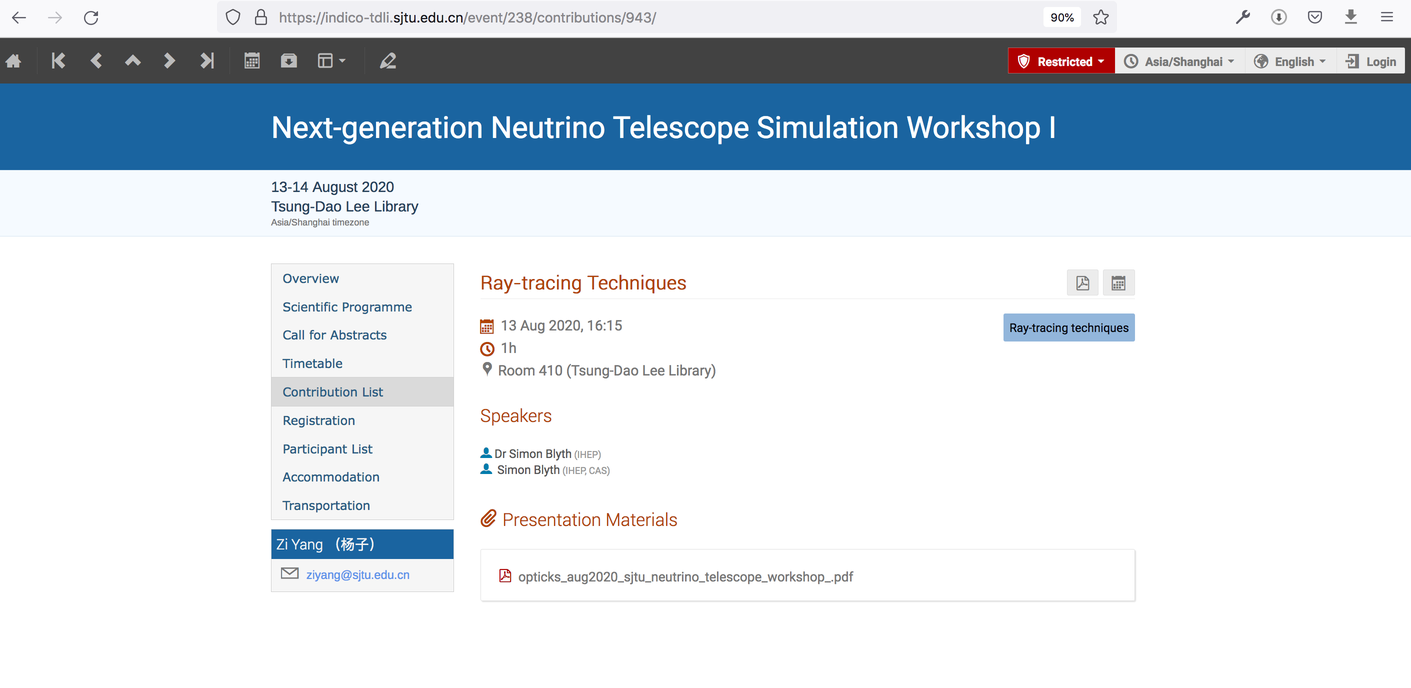 https://indico-tdli.sjtu.edu.cn/event/238/contributions/943/
90%
Restricted
Asia/Shanghai
English
Login
Next-generation Neutrino Telescope Simulation Workshop I
13-14 August 2020
Tsung-Dao Lee Library
Asia/Shanghai timezone
Overview
Scientific Programme
Call for Abstracts
Timetable
Contribution List
Registration
Participant List
Accommodation
Transportation
Zi Yang （杨子）
ziyang@sjtu.edu.cn
Ray-tracing Techniques
13 Aug 2020, 16:15
Ray-tracing techniques
1h
Room 410 (Tsung-Dao Lee Library)
Speakers
Dr Simon Blyth (IHEP)
Simon Blyth (IHEP, CAS)
Presentation Materials
opticks_aug2020_sjtu_neutrino_telescope_workshop_.pdf